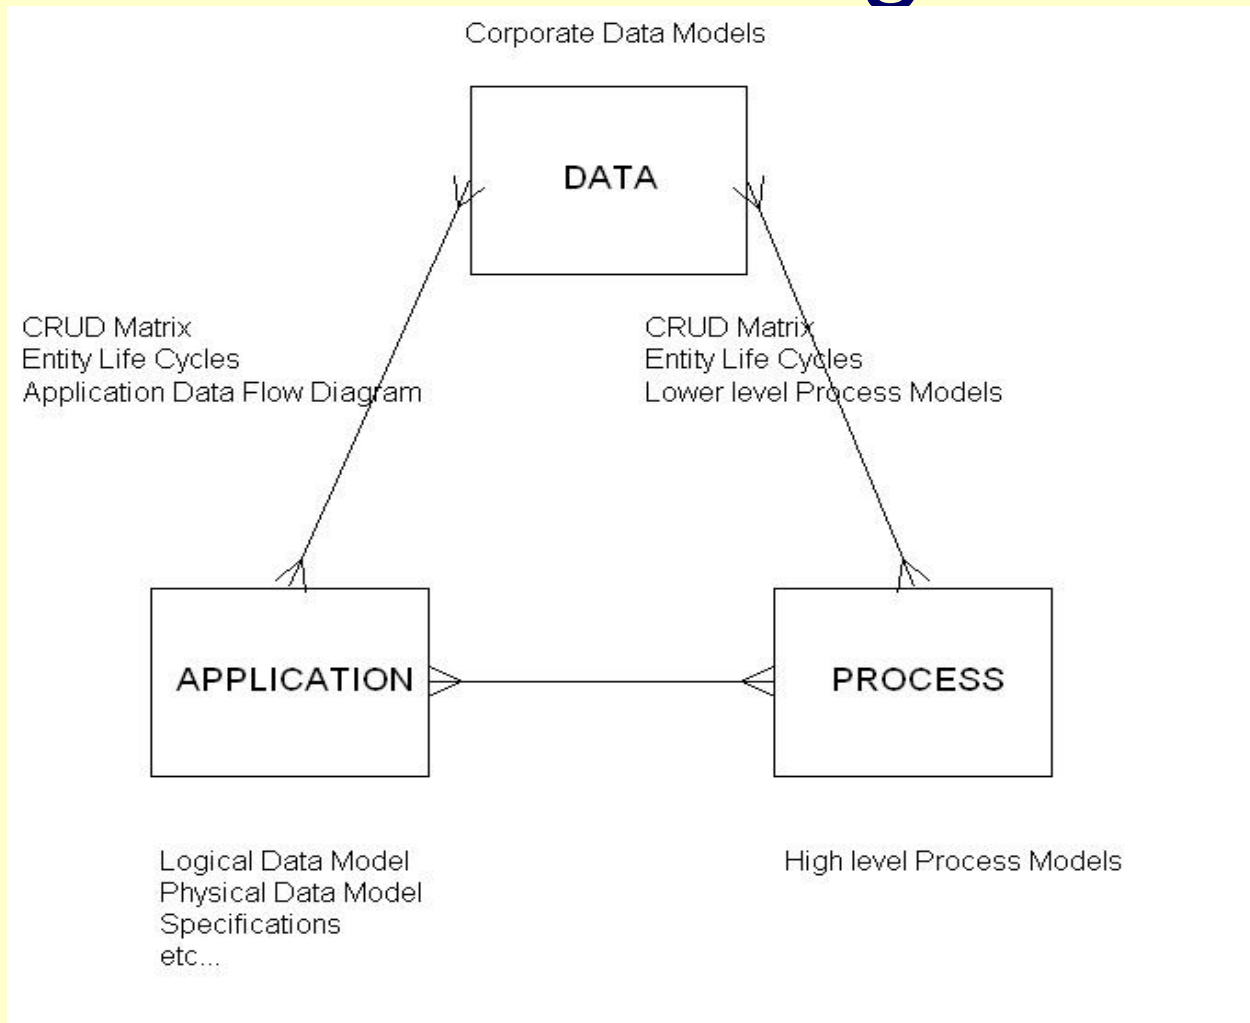 Corporate Data Models
DATA
CRUD Matrix
Entity Life Cycles
Application Data Flow Diagram
CRUD Matrix
Entity Life Cycles
Lower level Process Models
APPLICATION
PROCESS
Logical Data Model
Physical Data Model
Specifications
etc...
High level Process Models